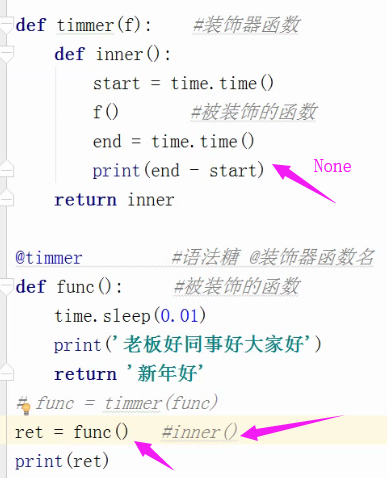 def timmer(f):   #装饰器函数
    def inner():
        start = time.time()
        f()      #被装饰的函数
        end = time.time()
        print(end - start)   None
    return inner
@timmer        #语法糖 @装饰器函数名
def func():     #被装饰的函数
    time.sleep(0.01)
    print('老板好同事好大家好')
    return '新年好'
# func = timmer(func)
ret = func()   #inner()
print(ret)